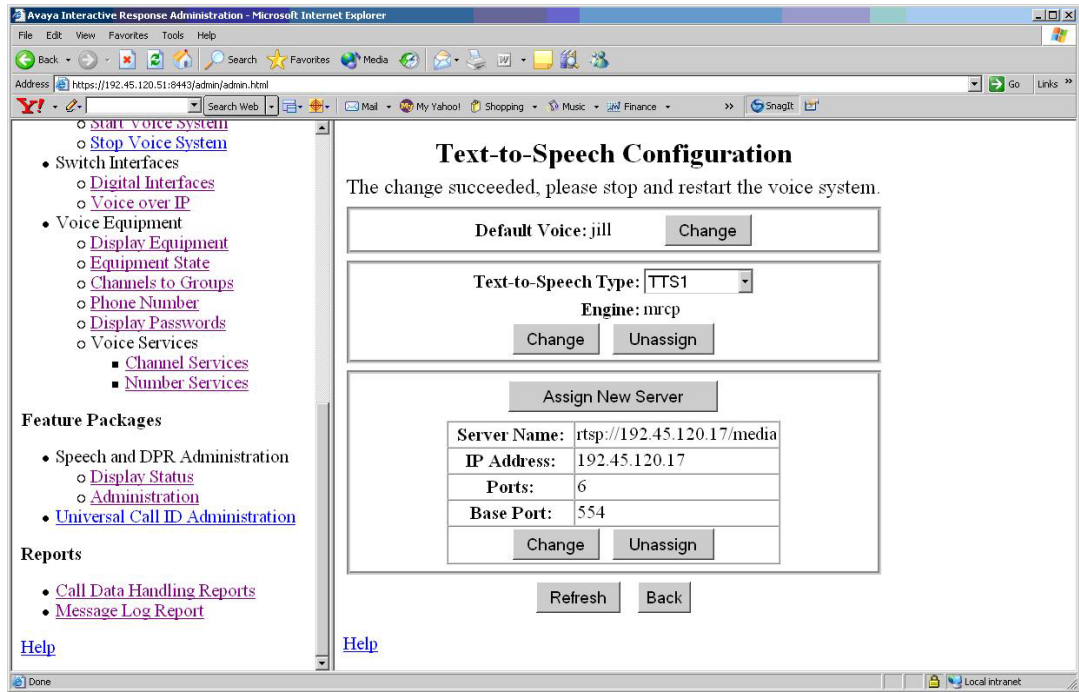 Avaya Interactive Response Administration - Microsoft Internet Explorer
File Edit View Favorites Tools Help
Back Search Favorites Media
Address https://192.45.120.51:8443/admin/admin.html Go Links »
Y! Search Web Mail My Yahoo! Shopping Music Finance » SnagIt
Start Voice System
Stop Voice System
Switch Interfaces
Digital Interfaces
Voice over IP
Voice Equipment
Display Equipment
Equipment State
Channels to Groups
Phone Number
Display Passwords
Voice Services
Channel Services
Number Services
Feature Packages
Speech and DPR Administration
Display Status
Administration
Universal Call ID Administration
Reports
Call Data Handling Reports
Message Log Report
Help
Text-to-Speech Configuration
The change succeeded, please stop and restart the voice system.
Default Voice: jill Change
Text-to-Speech Type: TTS1
Engine: mrcp
Change Unassign
Assign New Server
Server Name: rtsp://192.45.120.17/media
IP Address: 192.45.120.17
Ports: 6
Base Port: 554
Change Unassign
Refresh Back
Help
Done Local intranet